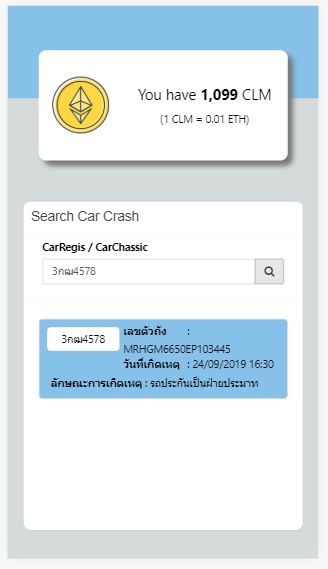 You have 1,099 CLM
(1 CLM = 0.01 ETH)
Search Car Crash
CarRegis / CarChassic
3กฒ4578
3กฒ4578
เลขตัวถัง :
MRHGM6650EP103445
วันที่เกิดเหตุ : 24/09/2019 16:30
ลักษณะการเกิดเหตุ : รถประกันเป็นฝ่ายประมาท